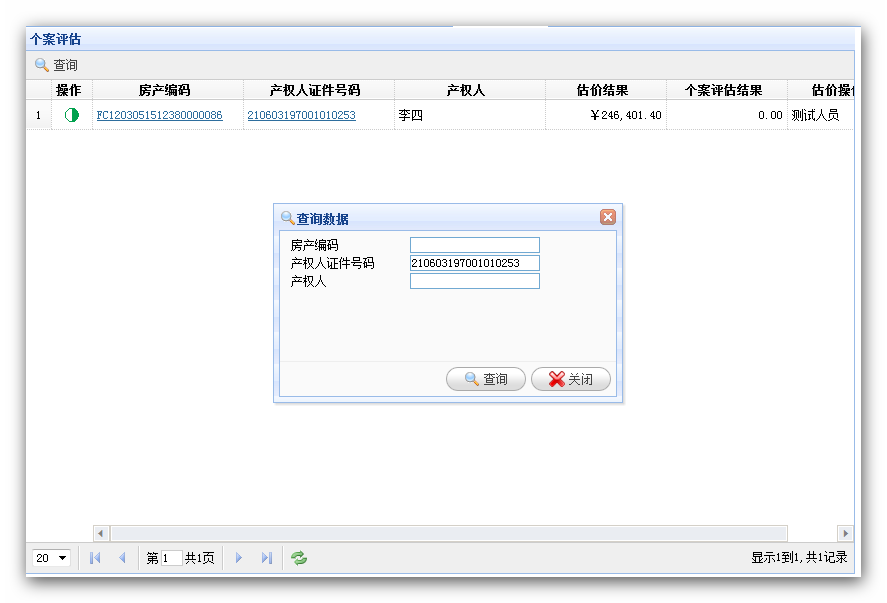 个案评估
查询
操作 房产编码 产权人证件号码 产权人 估价结果 个案评估结果 估价操作
1 FC1203051512380000086 210603197001010253 李四 ￥246,401.40 0.00 测试人员
查询数据
房产编码
产权人证件号码 210603197001010253
产权人
查询 关闭
20 第 1 共1页 显示1到1,共1记录